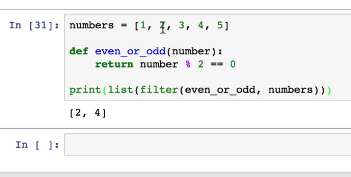 In [31]: numbers = [1, 2, 3, 4, 5]
def even_or_odd(number):
    return number % 2 == 0
print(list(filter(even_or_odd, numbers)))
[2, 4]
In [ ]: